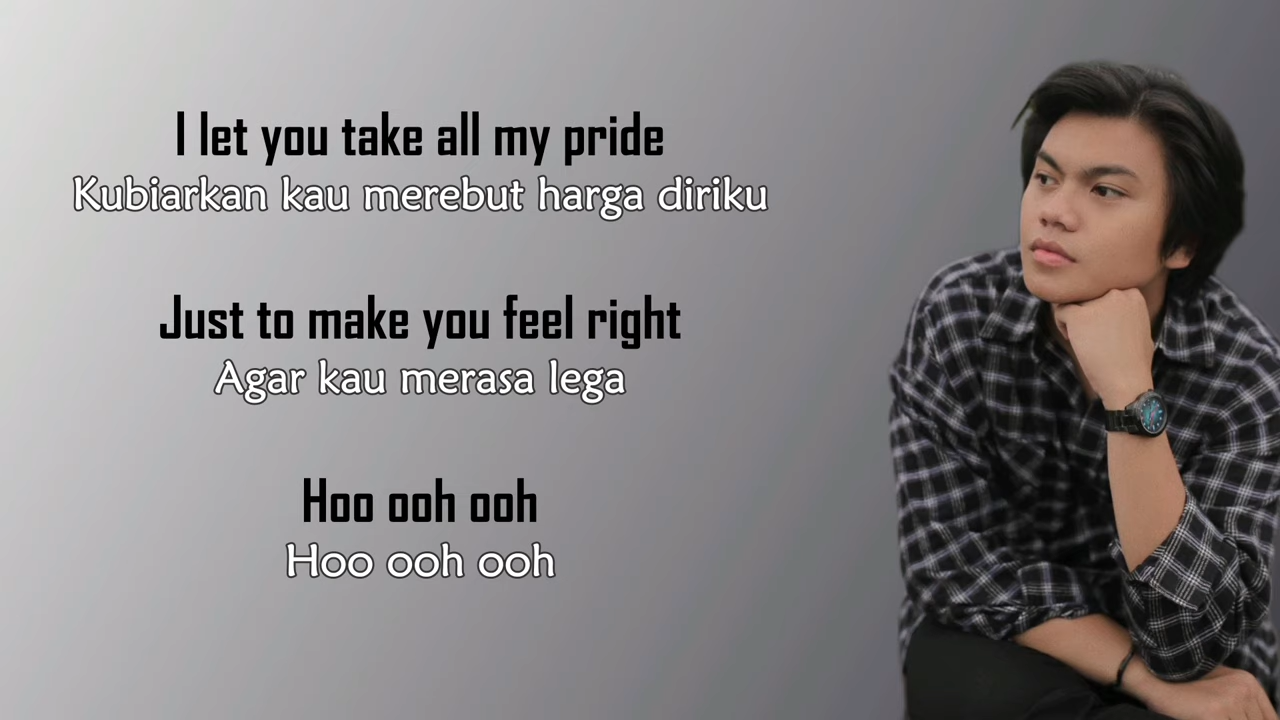 I let you take all my pride
Kubiarkan kau merebut harga diriku
Just to make you feel right
Agar kau merasa lega
Hoo ooh ooh
Hoo ooh ooh